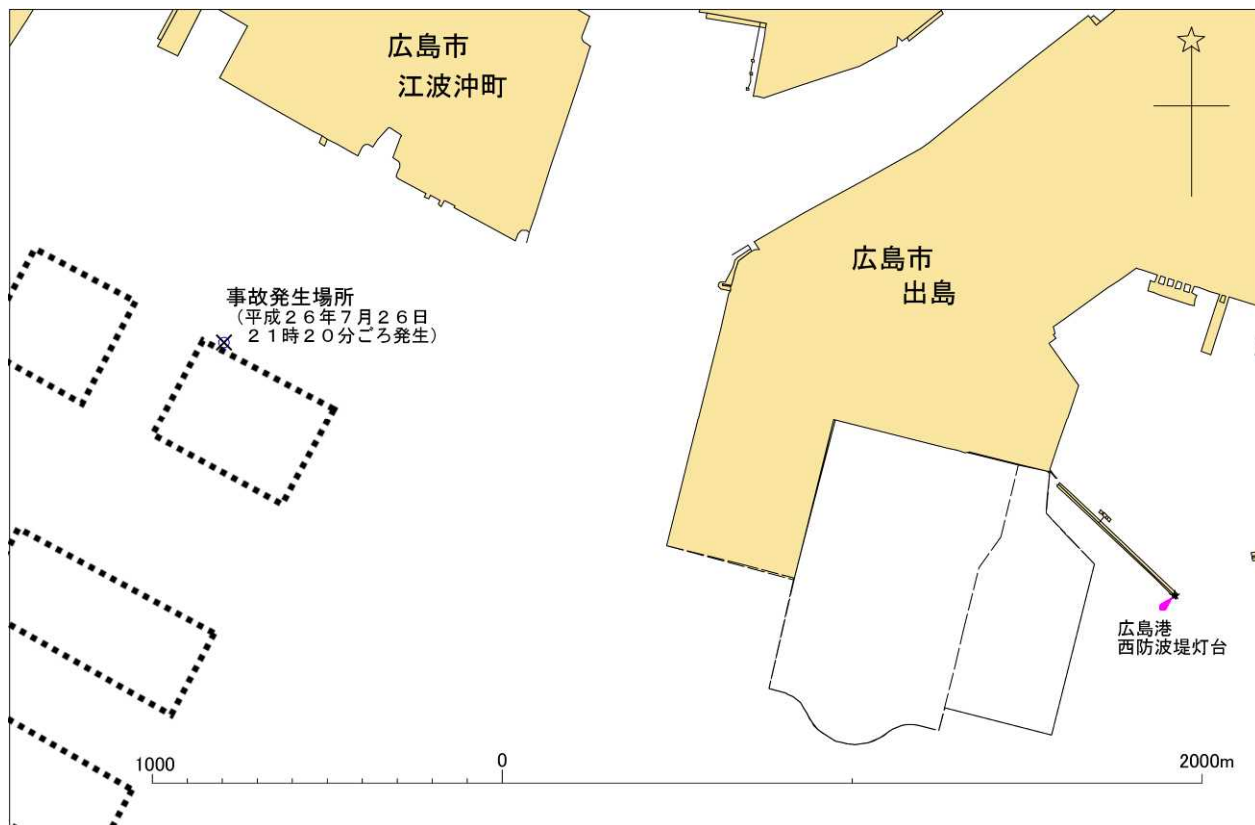 広島市
江波沖町
事故発生場所
(平成26年7月26日
21時20分ごろ発生)
広島市
出島
広島港
西防波堤灯台
1000
0
2000m